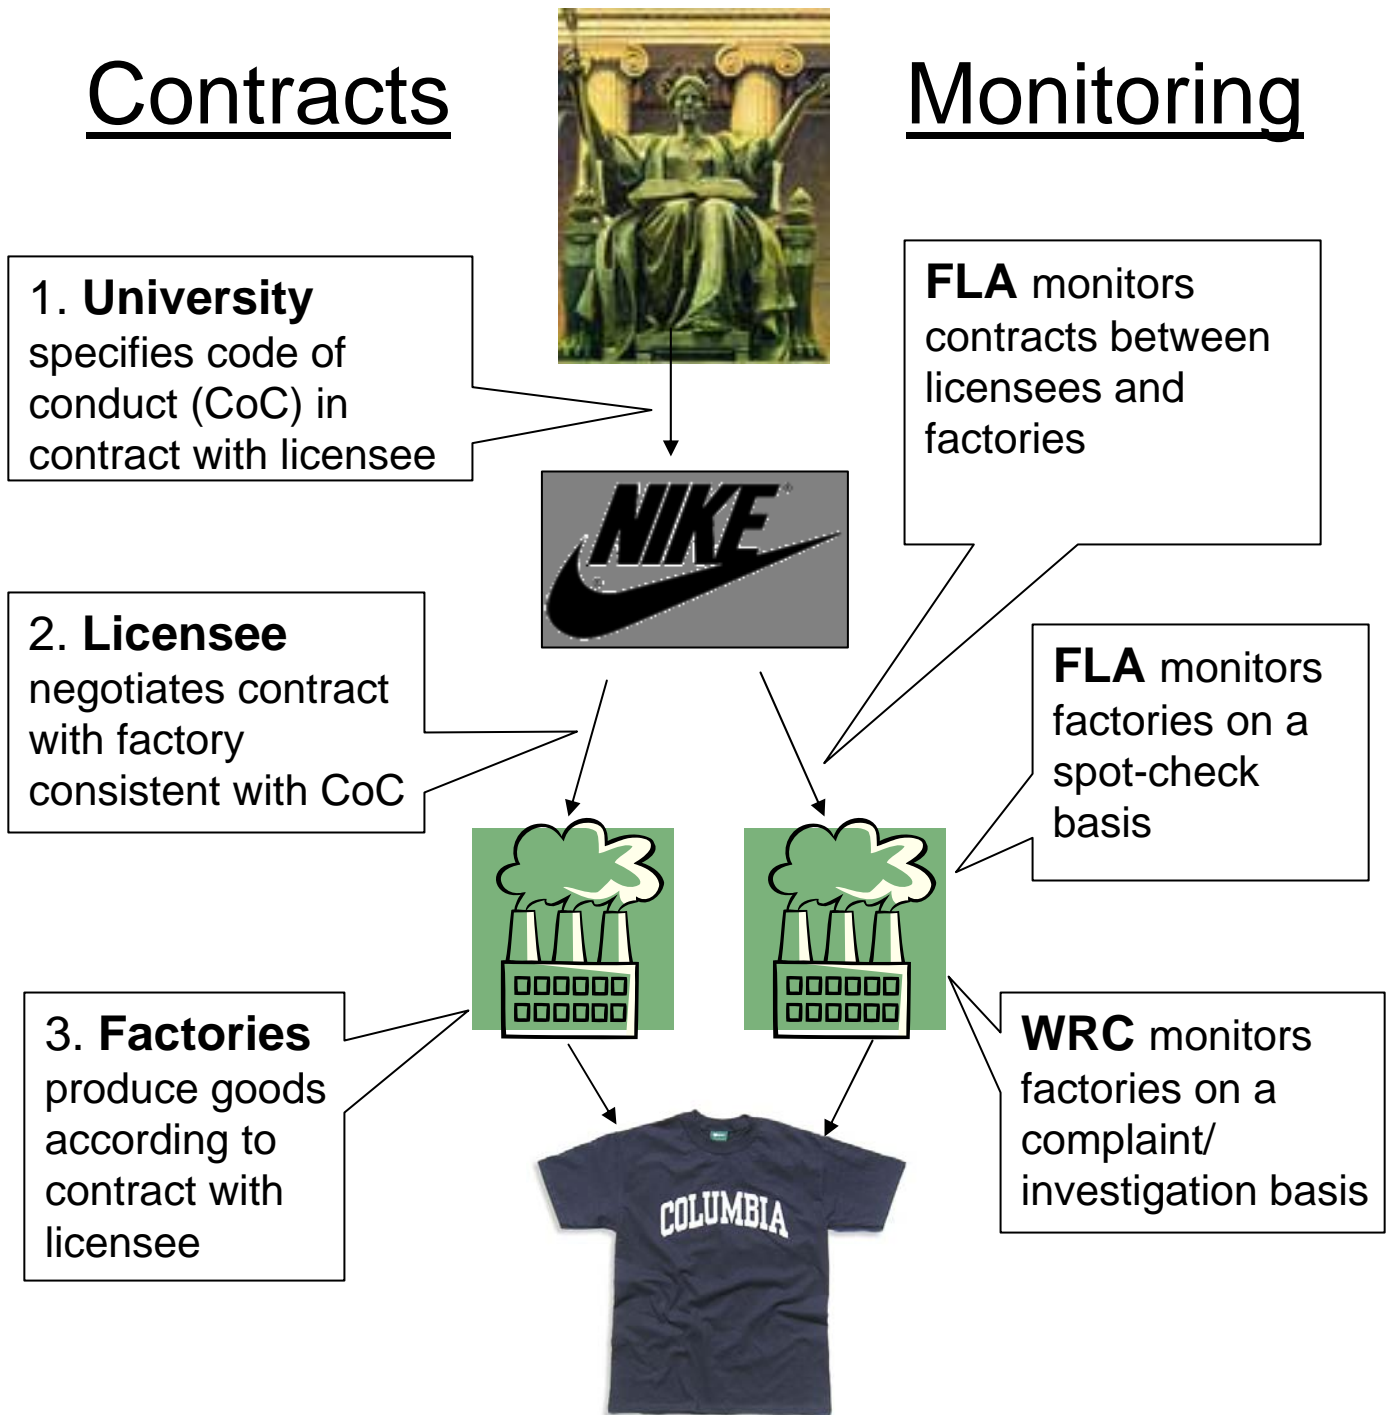 Contracts
Monitoring
1. University
specifies code of
conduct (CoC) in
contract with licensee
FLA monitors
contracts between
licensees and
factories
NIKE
2. Licensee
negotiates contract
with factory
consistent with CoC
FLA monitors
factories on a
spot-check
basis
3. Factories
produce goods
according to
contract with
licensee
WRC monitors
factories on a
complaint/
investigation basis
COLUMBIA